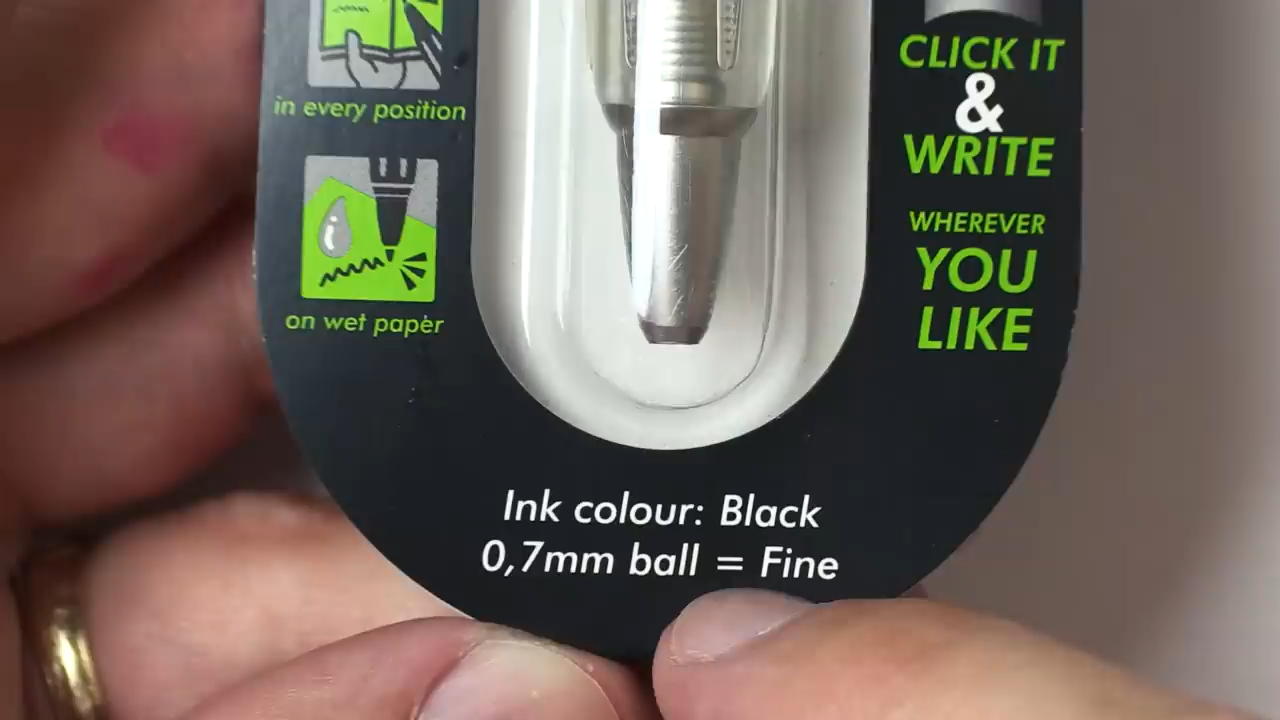 in every position
on wet paper
CLICK IT
&
WRITE
WHEREVER
YOU
LIKE
Ink colour: Black
0,7mm ball = Fine